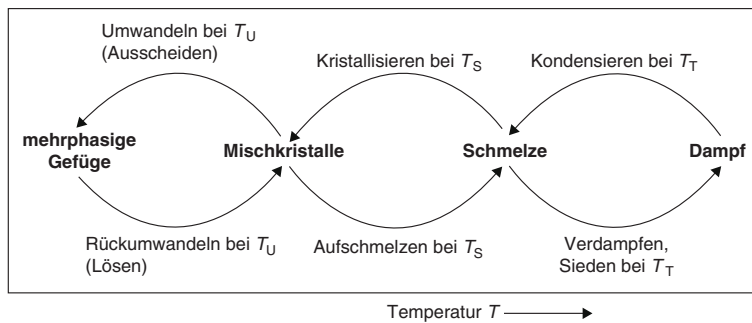 Umwandeln bei T_U
(Ausscheiden)
Kristallisieren bei T_S
Kondensieren bei T_T
mehrphasige
Gefüge
Mischkristalle
Schmelze
Dampf
Rückumwandeln bei T_U
(Lösen)
Aufschmelzen bei T_S
Verdampfen,
Sieden bei T_T
Temperatur T